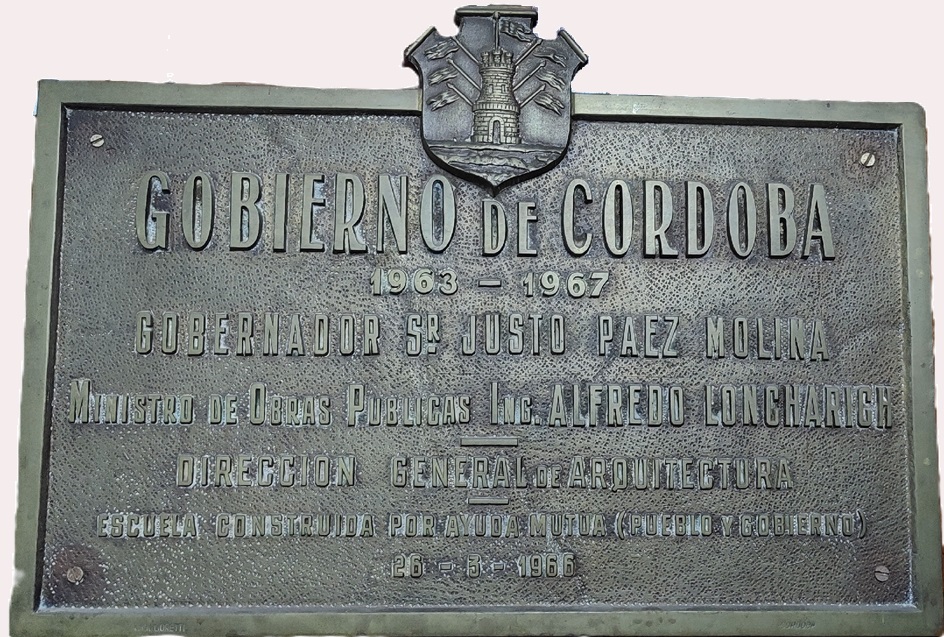 GOBIERNO DE CORDOBA
1963 - 1967
GOBERNADOR SR JUSTO PAEZ MOLINA
MINISTRO DE OBRAS PUBLICAS ING. ALFREDO LONCHARICH
DIRECCION GENERAL DE ARQUITECTURA
ESCUELA CONSTRUIDA POR AYUDA MUTUA (PUEBLO Y GOBIERNO)
26 - 3 - 1966